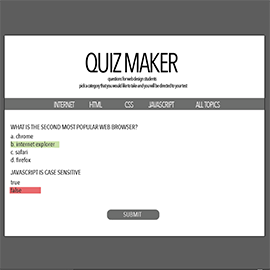 QUIZ MAKER
questions for web design students
pick a category that you would like to take and you will be directed to your test
INTERNET HTML CSS JAVASCRIPT ALL TOPICS
WHAT IS THE SECOND MOST POPULAR WEB BROWSER?
a. chrome
b. internet explorer
c. safari
d. firefox
JAVASCRIPT IS CASE SENSITIVE
true
false
SUBMIT